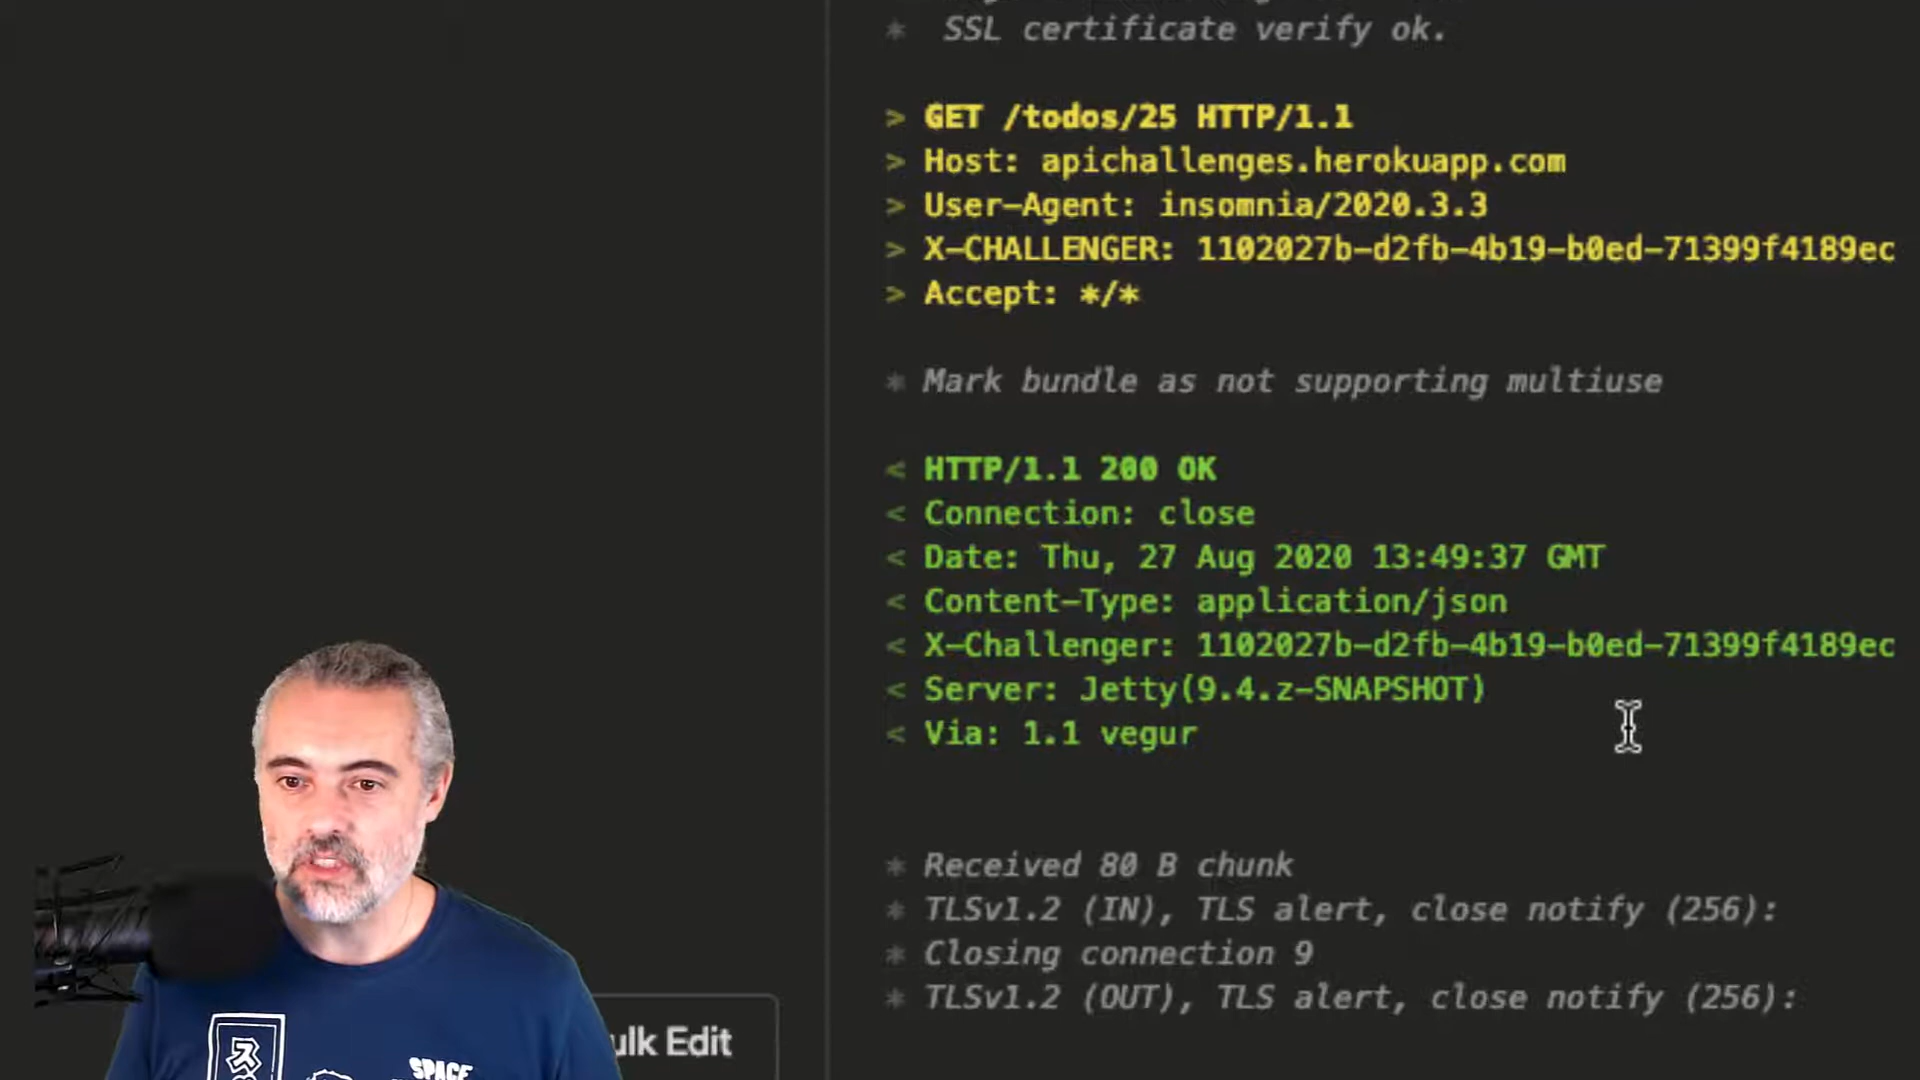 * SSL certificate verify ok.
> GET /todos/25 HTTP/1.1
> Host: apichallenges.herokuapp.com
> User-Agent: insomnia/2020.3.3
> X-CHALLENGER: 1102027b-d2fb-4b19-b0ed-71399f4189ec
> Accept: */*
* Mark bundle as not supporting multiuse
< HTTP/1.1 200 OK
< Connection: close
< Date: Thu, 27 Aug 2020 13:49:37 GMT
< Content-Type: application/json
< X-Challenger: 1102027b-d2fb-4b19-b0ed-71399f4189ec
< Server: Jetty(9.4.z-SNAPSHOT)
< Via: 1.1 vegur
* Received 80 B chunk
* TLSv1.2 (IN), TLS alert, close notify (256):
* Closing connection 9
* TLSv1.2 (OUT), TLS alert, close notify (256):
ulk Edit
ス
SPACE